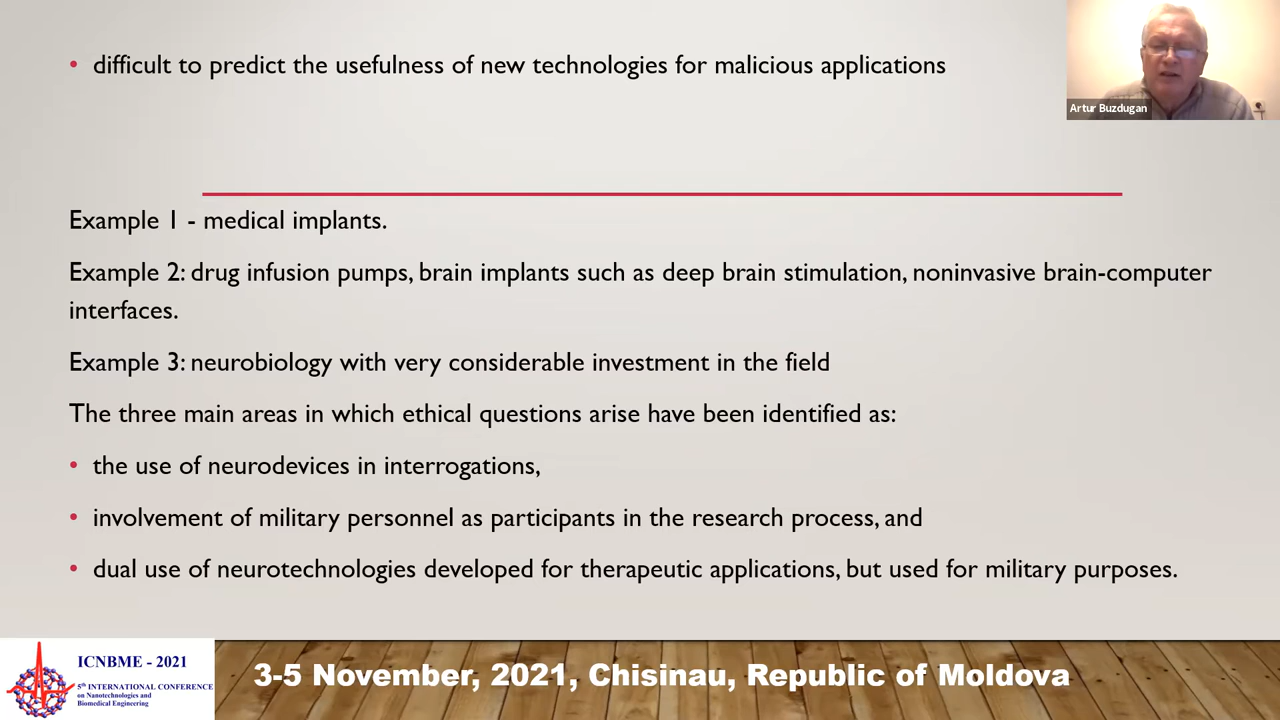 • difficult to predict the usefulness of new technologies for malicious applications
Artur Buzdugan
Example 1 - medical implants.
Example 2: drug infusion pumps, brain implants such as deep brain stimulation, noninvasive brain-computer
interfaces.
Example 3: neurobiology with very considerable investment in the field
The three main areas in which ethical questions arise have been identified as:
• the use of neurodevices in interrogations,
• involvement of military personnel as participants in the research process, and
• dual use of neurotechnologies developed for therapeutic applications, but used for military purposes.
ICNBME - 2021
5th INTERNATIONAL CONFERENCE
on Nanotechnologies and
Biomedical Engineering
3-5 November, 2021, Chisinau, Republic of Moldova